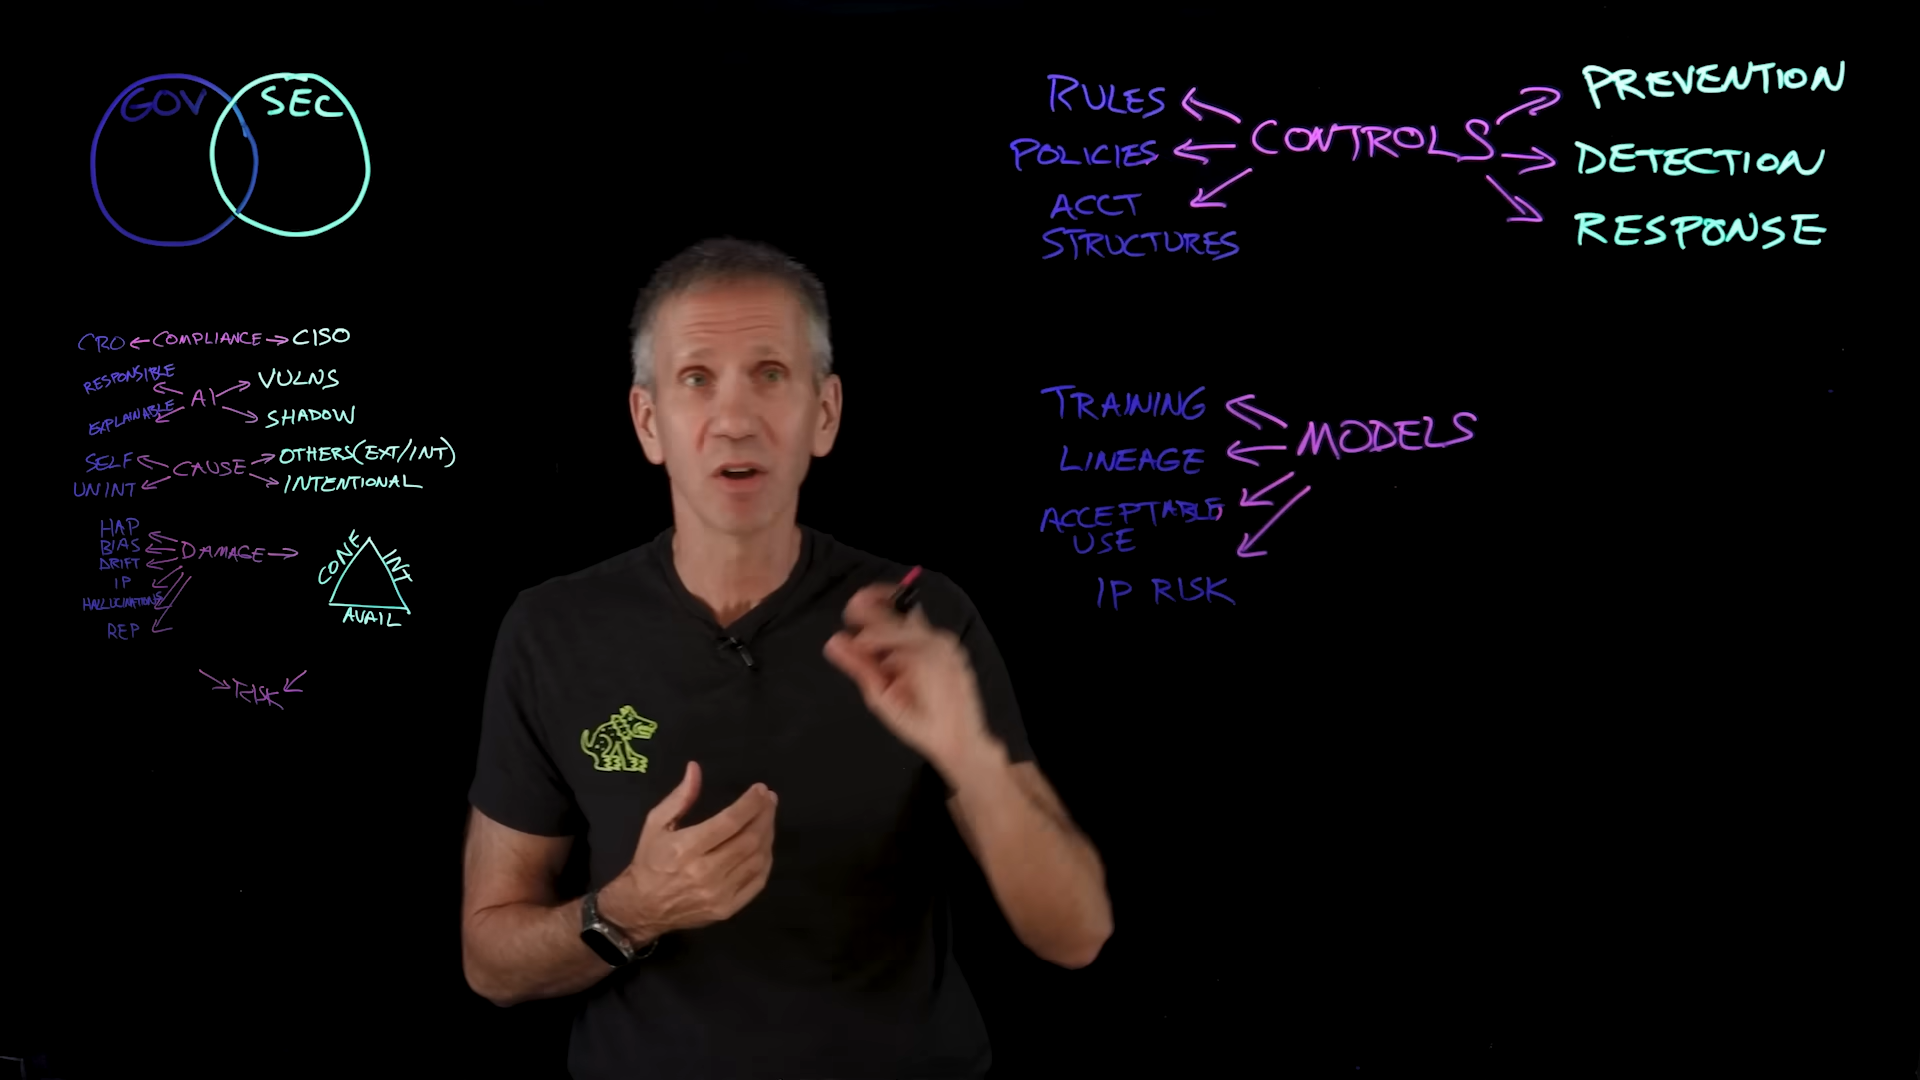 GOV SEC
CRO COMPLIANCE CISO
RESPONSIBLE
EXPLAINABLE
AI
VULNS
SHADOW
SELF
UNINT
CAUSE
OTHERS(EXT/INT)
INTENTIONAL
HAP
BIAS
DRIFT
IP
HALLUCINATIONS
REP
DAMAGE
CONF
INT
AVAIL
RISK
RULES
POLICIES
ACCT
STRUCTURES
CONTROLS
PREVENTION
DETECTION
RESPONSE
TRAINING
LINEAGE
ACCEPTABLE
USE
IP RISK
MODELS